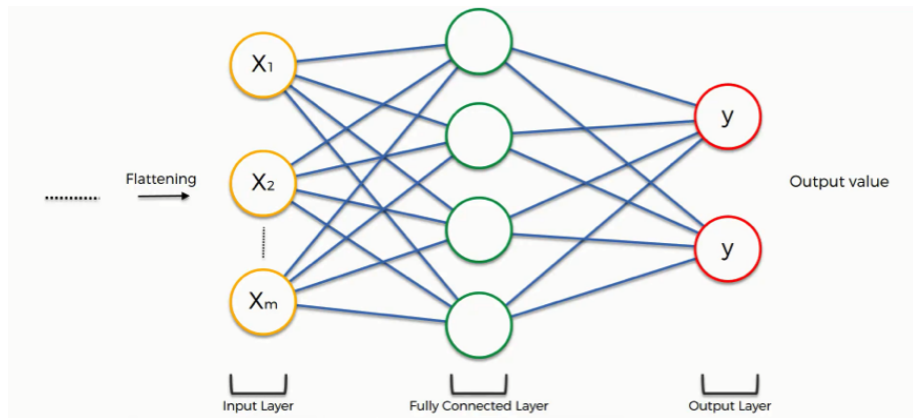 X1
Flattening
X2
Xm
y
y
Output value
Input Layer
Fully Connected Layer
Output Layer